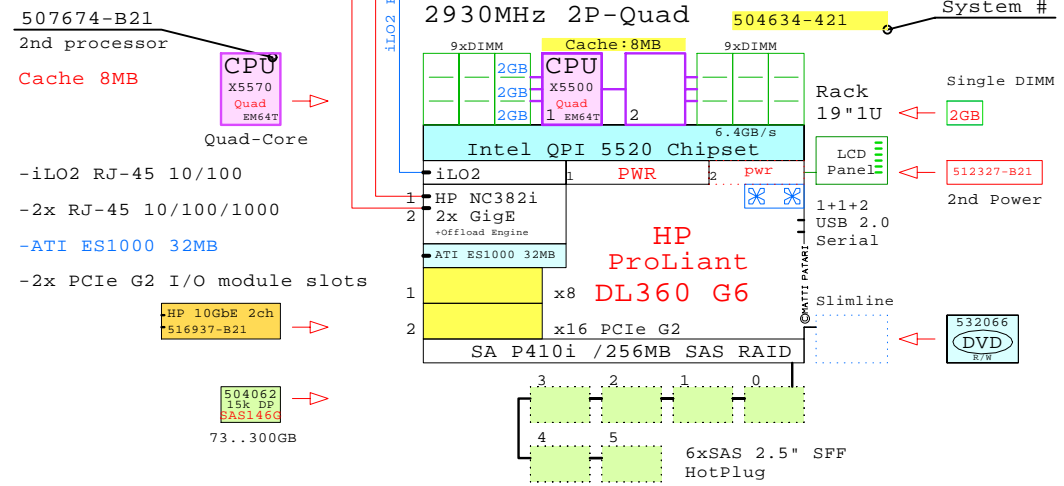 507674-B21
2nd processor
Cache 8MB
CPU
X5570
Quad
EM64T
Quad-Core
-iLO2 RJ-45 10/100
-2x RJ-45 10/100/1000
-ATI ES1000 32MB
-2x PCIe G2 I/O module slots
HP 10GbE 2ch
516937-B21
504062
15k DP
SAS146G
73..300GB
iLO2
2930MHz 2P-Quad
504634-421
System #
9xDIMM
Cache:8MB
9xDIMM
2GB
2GB
2GB
CPU
X5500
Quad
1 EM64T
2
6.4GB/s
Intel QPI 5520 Chipset
iLO2
1 PWR
2 pwr
1 HP NC382i
2 2x GigE
+Offload Engine
ATI ES1000 32MB
HP
ProLiant
DL360 G6
1 x8
2 x16 PCIe G2
SA P410i /256MB SAS RAID
©MATTI PATARI
3 2 1 0
4 5
6xSAS 2.5" SFF
HotPlug
Rack
19"1U
LCD
Panel
1+1+2
USB 2.0
Serial
Slimline
Single DIMM
2GB
512327-B21
2nd Power
532066
DVD
R/W